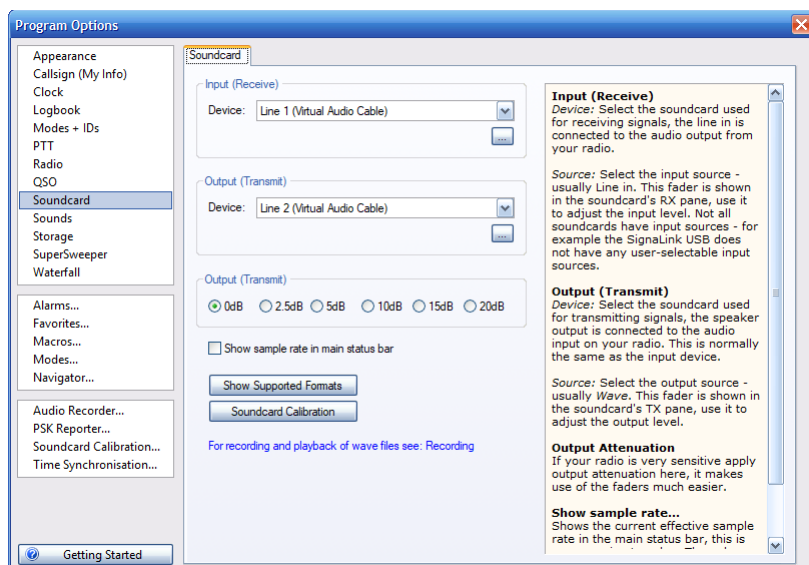 Program Options
Appearance
Callsign (My Info)
Clock
Logbook
Modes + IDs
PTT
Radio
QSO
Soundcard
Sounds
Storage
SuperSweeper
Waterfall
Alarms...
Favorites...
Macros...
Modes...
Navigator...
Audio Recorder...
PSK Reporter...
Soundcard Calibration...
Time Synchronisation...
Getting Started
Soundcard
Input (Receive)
Device: Line 1 (Virtual Audio Cable)
...
Output (Transmit)
Device: Line 2 (Virtual Audio Cable)
...
Output (Transmit)
0dB 2.5dB 5dB 10dB 15dB 20dB
Show sample rate in main status bar
Show Supported Formats
Soundcard Calibration
For recording and playback of wave files see: Recording
Input (Receive)
Device: Select the soundcard used
for receiving signals, the line in is
connected to the audio output from
your radio.
Source: Select the input source -
usually Line in. This fader is shown
in the soundcard's RX pane, use it
to adjust the input level. Not all
soundcards have input sources - for
example the SignaLink USB does
not have any user-selectable input
sources.
Output (Transmit)
Device: Select the soundcard used
for transmitting signals, the speaker
output is connected to the audio
input on your radio. This is normally
the same as the input device.
Source: Select the output source -
usually Wave. This fader is shown in
the soundcard's TX pane, use it to
adjust the output level.
Output Attenuation
If your radio is very sensitive apply
output attenuation here, it makes
use of the faders much easier.
Show sample rate...
Shows the current effective sample
rate in the main status bar, this is